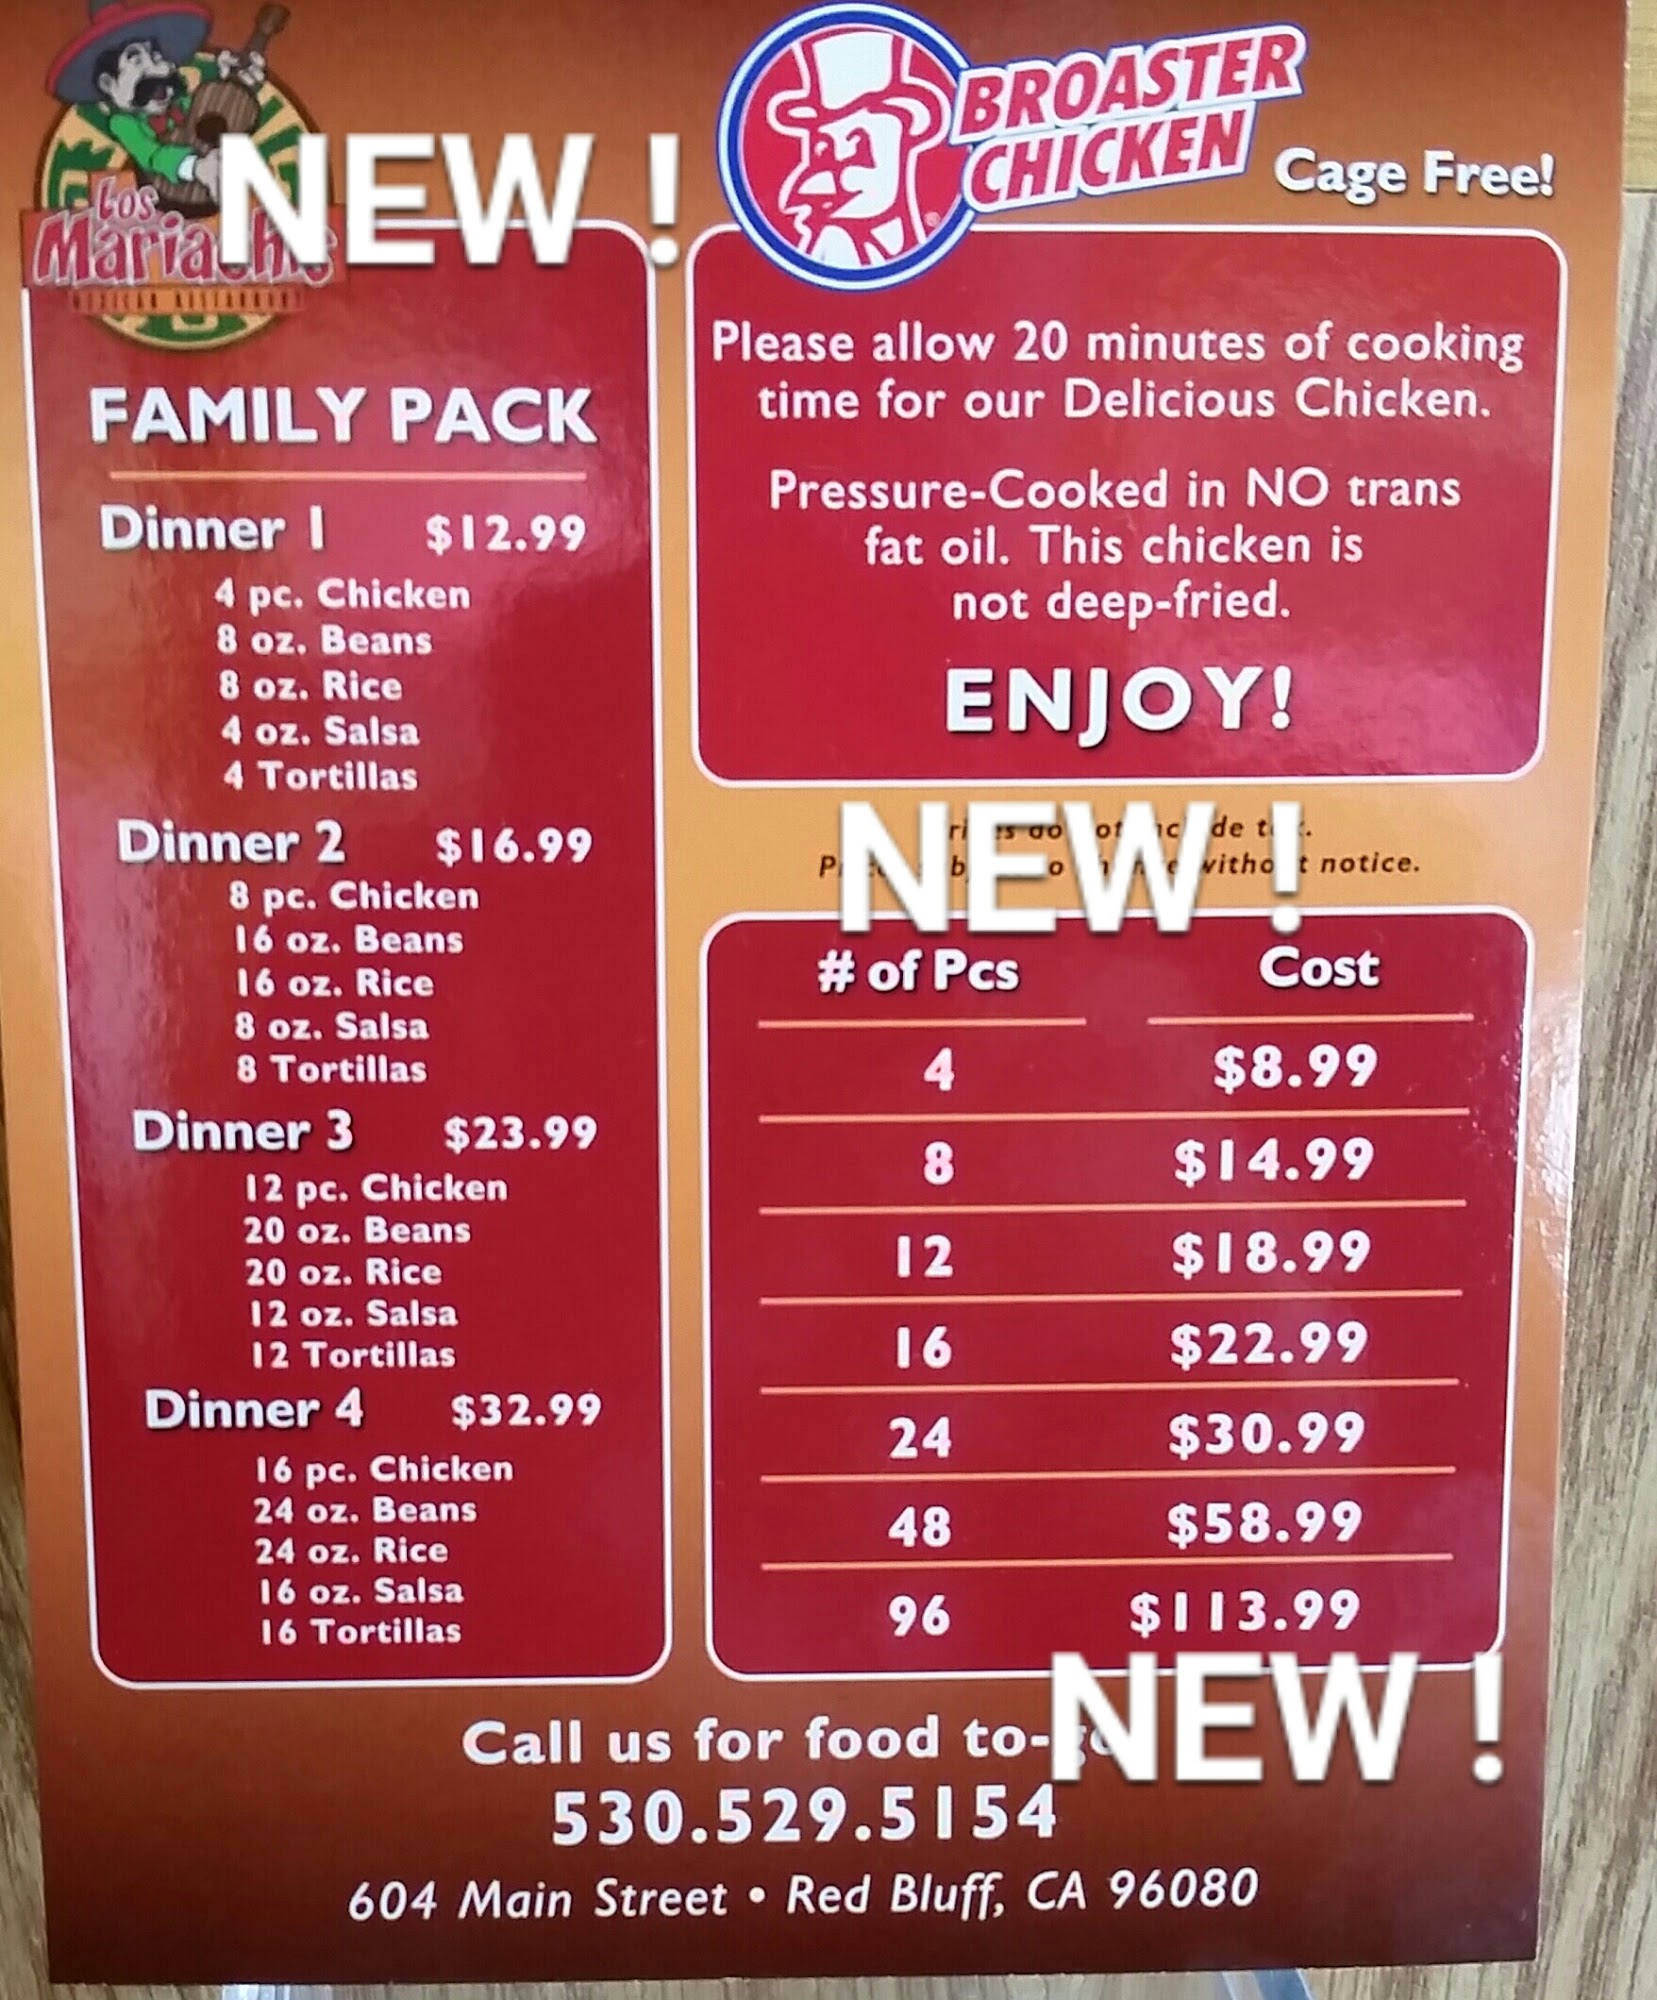 Los
Mariachis
MEXICAN RESTAURANT
NEW !
BROASTER
CHICKEN
®
Cage Free!
FAMILY PACK
Dinner 1 $12.99
4 pc. Chicken
8 oz. Beans
8 oz. Rice
4 oz. Salsa
4 Tortillas
Dinner 2 $16.99
8 pc. Chicken
16 oz. Beans
16 oz. Rice
8 oz. Salsa
8 Tortillas
Dinner 3 $23.99
12 pc. Chicken
20 oz. Beans
20 oz. Rice
12 oz. Salsa
12 Tortillas
Dinner 4 $32.99
16 pc. Chicken
24 oz. Beans
24 oz. Rice
16 oz. Salsa
16 Tortillas
Please allow 20 minutes of cooking
time for our Delicious Chicken.
Pressure-Cooked in NO trans
fat oil. This chicken is
not deep-fried.
ENJOY!
NEW !
without notice.
# of Pcs Cost
4 $8.99
8 $14.99
12 $18.99
16 $22.99
24 $30.99
48 $58.99
96 $113.99
NEW !
Call us for food to-go
530.529.5154
604 Main Street • Red Bluff, CA 96080